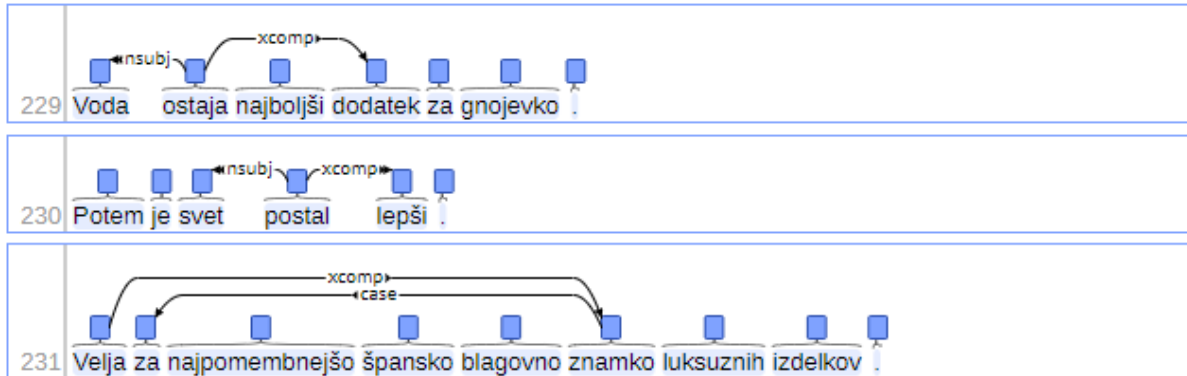 nsubj xcomp
229 Voda ostaja najboljši dodatek za gnojevko .
nsubj xcomp
230 Potem je svet postal lepši .
xcomp
case
231 Velja za najpomembnejšo špansko blagovno znamko luksuznih izdelkov .